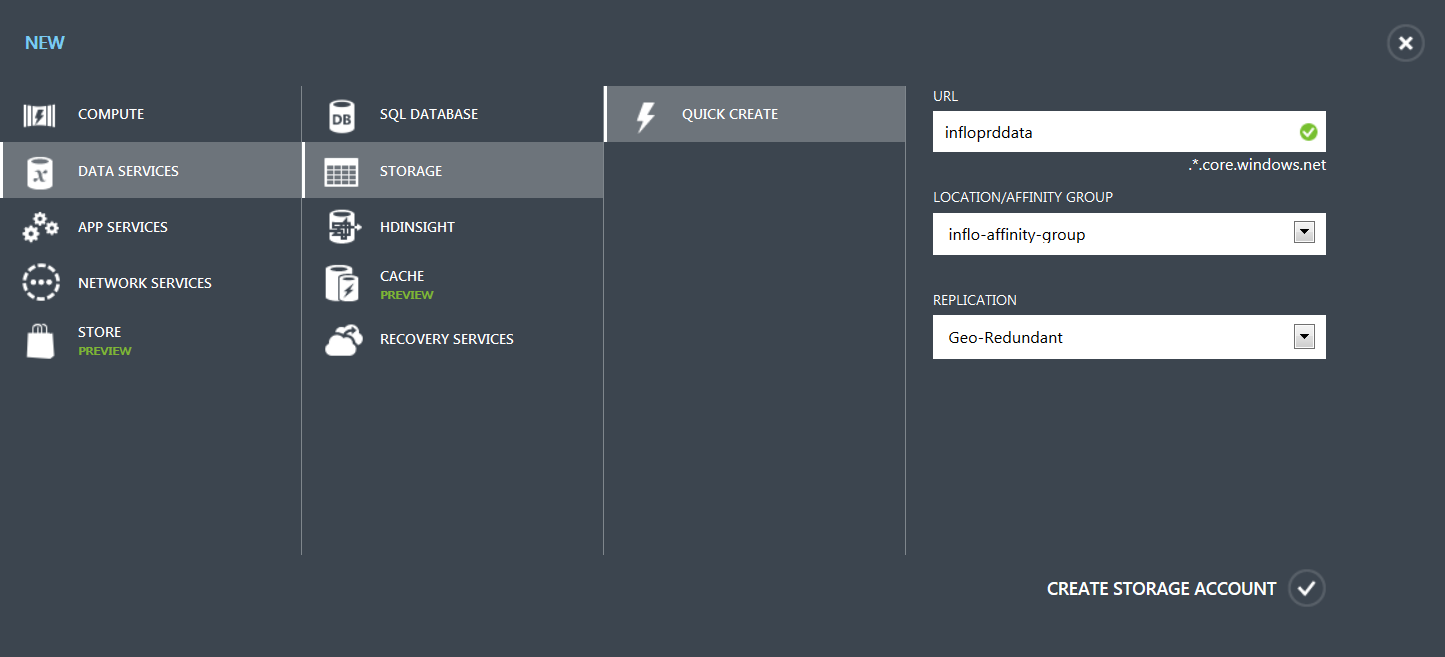 NEW
COMPUTE
DATA SERVICES
APP SERVICES
NETWORK SERVICES
STORE
PREVIEW
DB
SQL DATABASE
STORAGE
HDINSIGHT
CACHE
PREVIEW
RECOVERY SERVICES
QUICK CREATE
URL
infloprddata
.*.core.windows.net
LOCATION/AFFINITY GROUP
inflo-affinity-group
REPLICATION
Geo-Redundant
CREATE STORAGE ACCOUNT